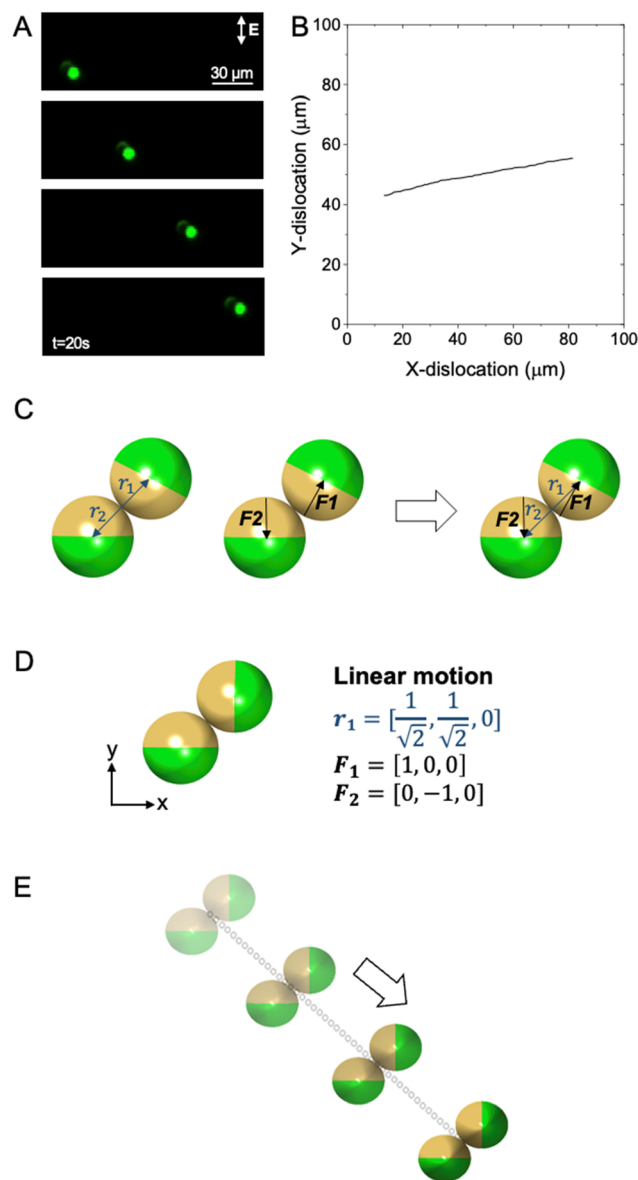 A
E
30 μm
t=20s
B
100
80
60
40
20
0
0 20 40 60 80 100
Y-dislocation (μm)
X-dislocation (μm)
C
r₁
r₂
F2
F1
F2
r₁
r₂
F1
D
y
x
Linear motion
r₁ = [1/√2, 1/√2, 0]
F₁ = [1, 0, 0]
F₂ = [0, −1, 0]
E